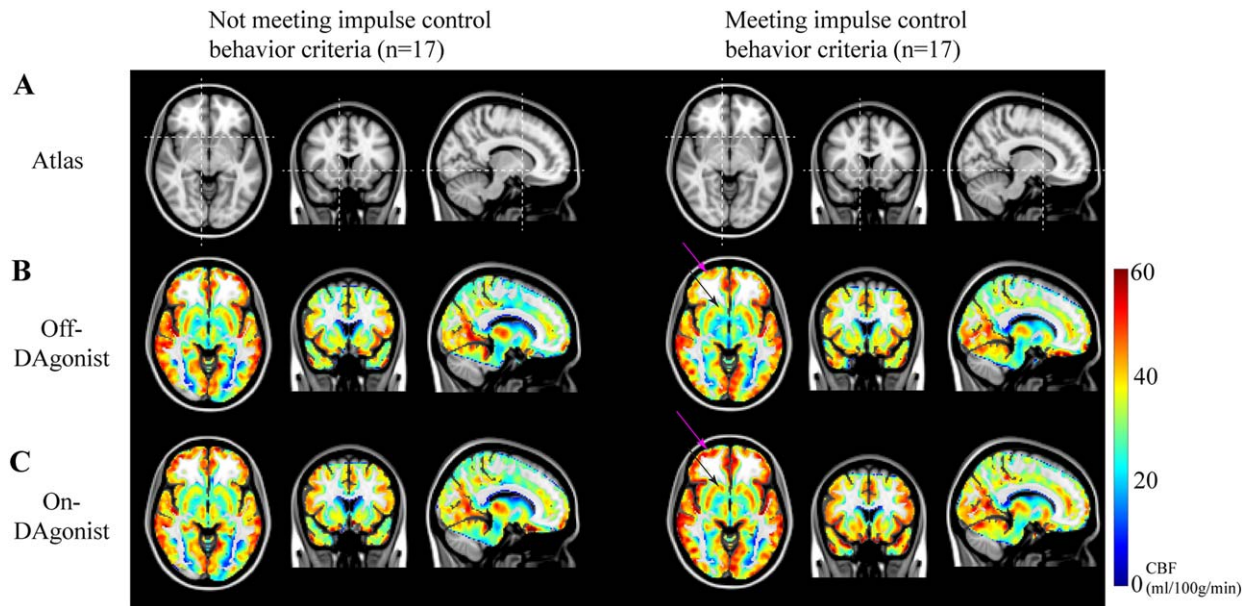 Not meeting impulse control
behavior criteria (n=17)
Meeting impulse control
behavior criteria (n=17)
A
Atlas
B
Off-
DAgonist
C
On-
DAgonist
60
40
20
0 CBF
(ml/100g/min)